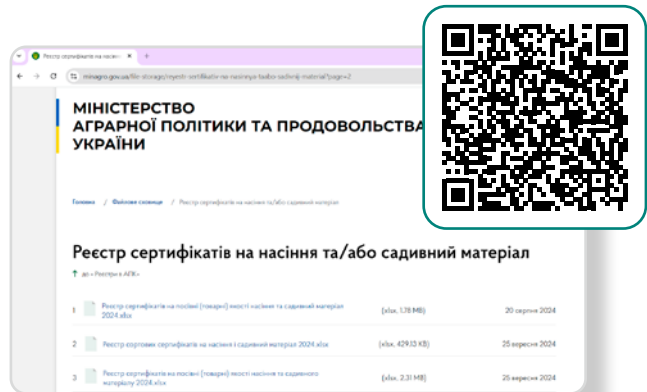 Реєстр сертифікатів на насіння
minagro.gov.ua/file-storage/reyestr-sertifikativ-na-nasinnya-taabo-sadivnij-material?page=2
МІНІСТЕРСТВО
АГРАРНОЇ ПОЛІТИКИ ТА ПРОДОВОЛЬСТВА
УКРАЇНИ
Головна / Файлове сховище / Реєстр сертифікатів на насіння та/або садивний матеріал
Реєстр сертифікатів на насіння та/або садивний матеріал
↑ до «Реєстри в АПК»
1 Реєстр сертифікатів на посівні (товарні) якості насіння та садивний матеріал 2024.xlsx (xlsx, 1.78 MB) 20 серпня 2024
2 Реєстр сортових сертифікатів на насіння і садивний матеріал 2024.xlsx (xlsx, 429.13 KB) 25 вересня 2024
3 Реєстр сертифікатів на посівні (товарні) якості насіння та садивного матеріалу 2024.xlsx (xlsx, 2.31 MB) 25 вересня 2024